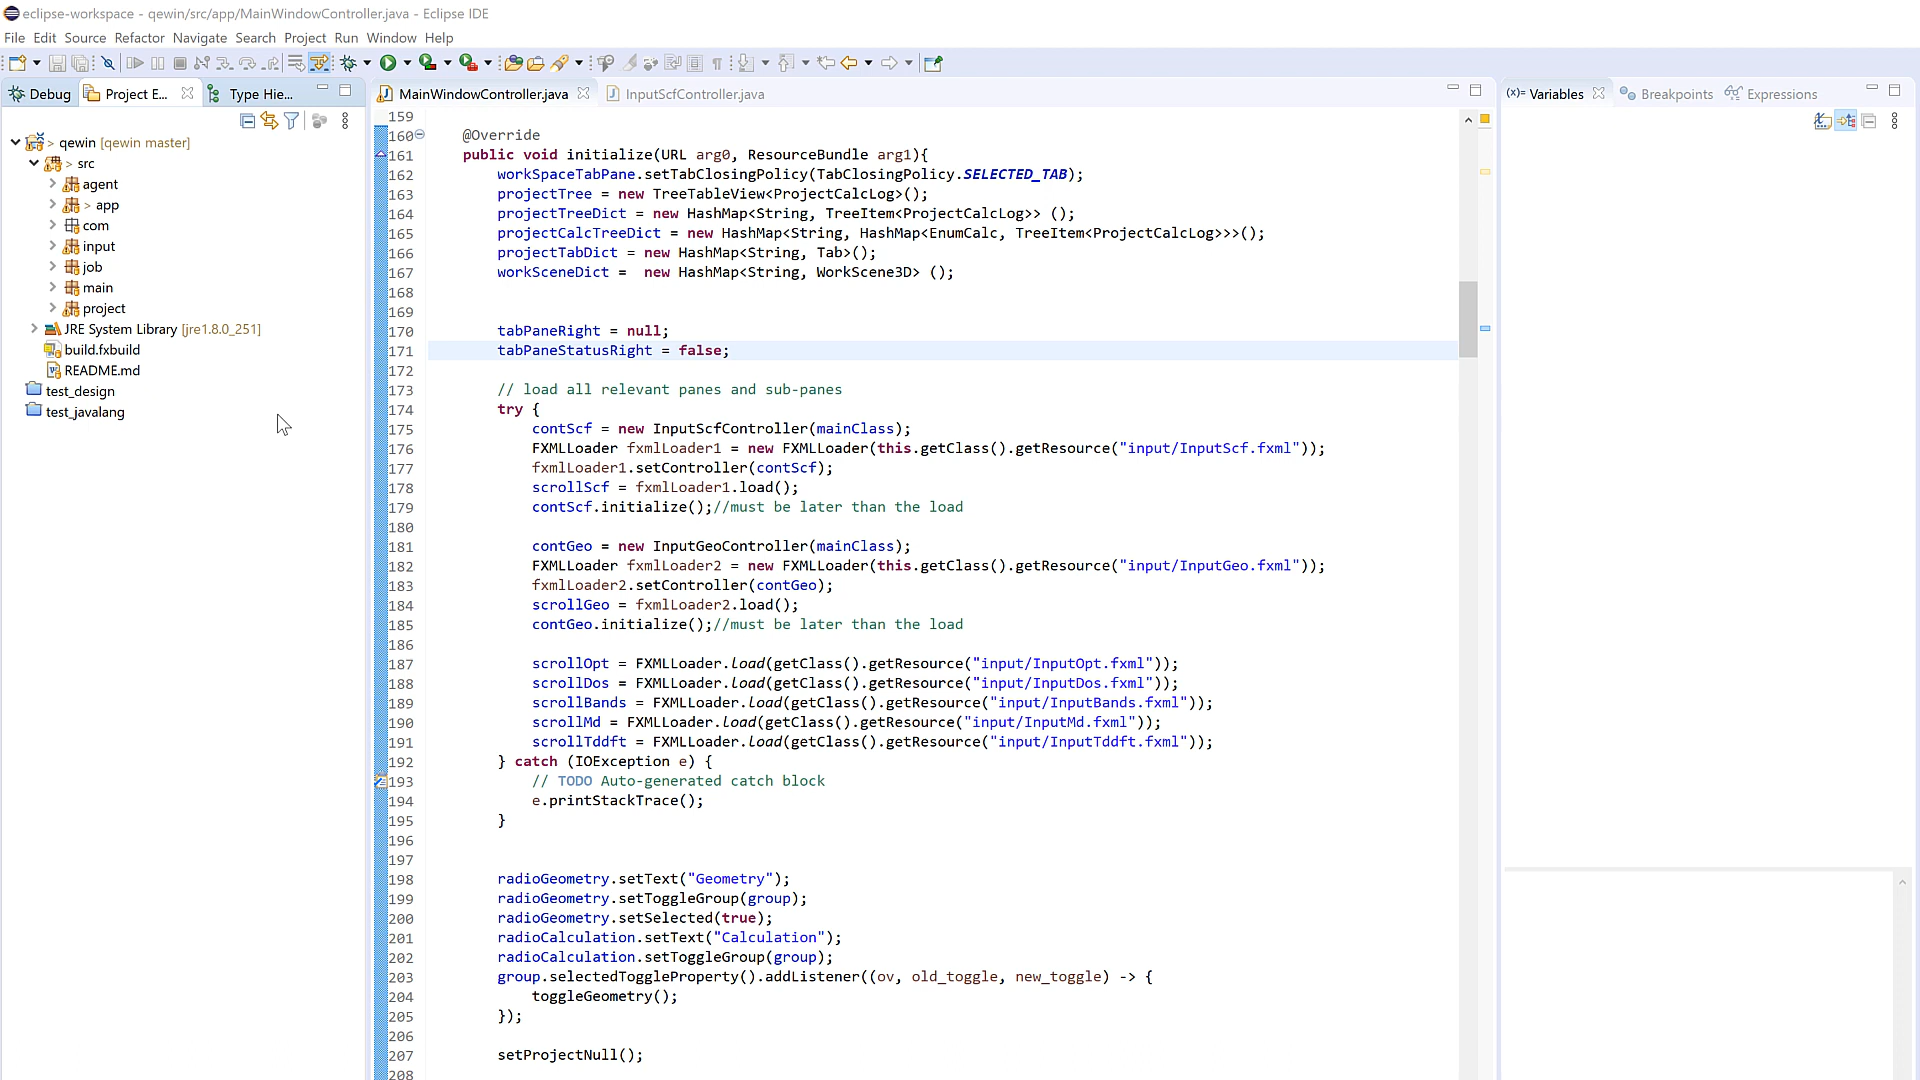 eclipse-workspace - qewin/src/app/MainWindowController.java - Eclipse IDE
File Edit Source Refactor Navigate Search Project Run Window Help
Debug Project E... Type Hie...
MainWindowController.java InputScfController.java
(x)= Variables Breakpoints Expressions
> qewin [qewin master]
> src
agent
> app
com
input
job
main
project
JRE System Library [jre1.8.0_251]
build.fxbuild
README.md
test_design
test_javalang
159
160 @Override
161 public void initialize(URL arg0, ResourceBundle arg1){
162 workSpaceTabPane.setTabClosingPolicy(TabClosingPolicy.SELECTED_TAB);
163 projectTree = new TreeTableView<ProjectCalcLog>();
164 projectTreeDict = new HashMap<String, TreeItem<ProjectCalcLog>> ();
165 projectCalcTreeDict = new HashMap<String, HashMap<EnumCalc, TreeItem<ProjectCalcLog>>>();
166 projectTabDict = new HashMap<String, Tab>();
167 workSceneDict =  new HashMap<String, WorkScene3D> ();
168
169
170 tabPaneRight = null;
171 tabPaneStatusRight = false;
172
173 // load all relevant panes and sub-panes
174 try {
175 contScf = new InputScfController(mainClass);
176 FXMLLoader fxmlLoader1 = new FXMLLoader(this.getClass().getResource("input/InputScf.fxml"));
177 fxmlLoader1.setController(contScf);
178 scrollScf = fxmlLoader1.load();
179 contScf.initialize();//must be later than the load
180
181 contGeo = new InputGeoController(mainClass);
182 FXMLLoader fxmlLoader2 = new FXMLLoader(this.getClass().getResource("input/InputGeo.fxml"));
183 fxmlLoader2.setController(contGeo);
184 scrollGeo = fxmlLoader2.load();
185 contGeo.initialize();//must be later than the load
186
187 scrollOpt = FXMLLoader.load(getClass().getResource("input/InputOpt.fxml"));
188 scrollDos = FXMLLoader.load(getClass().getResource("input/InputDos.fxml"));
189 scrollBands = FXMLLoader.load(getClass().getResource("input/InputBands.fxml"));
190 scrollMd = FXMLLoader.load(getClass().getResource("input/InputMd.fxml"));
191 scrollTddft = FXMLLoader.load(getClass().getResource("input/InputTddft.fxml"));
192 } catch (IOException e) {
193 // TODO Auto-generated catch block
194 e.printStackTrace();
195 }
196
197
198 radioGeometry.setText("Geometry");
199 radioGeometry.setToggleGroup(group);
200 radioGeometry.setSelected(true);
201 radioCalculation.setText("Calculation");
202 radioCalculation.setToggleGroup(group);
203 group.selectedToggleProperty().addListener((ov, old_toggle, new_toggle) -> {
204 toggleGeometry();
205 });
206
207 setProjectNull();
208